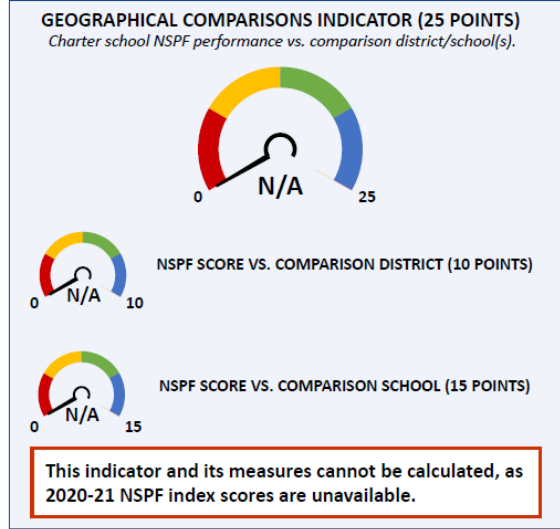 GEOGRAPHICAL COMPARISONS INDICATOR (25 POINTS)
Charter school NSPF performance vs. comparison district/school(s).
N/A
0
25
NSPF SCORE VS. COMPARISON DISTRICT (10 POINTS)
N/A
0
10
NSPF SCORE VS. COMPARISON SCHOOL (15 POINTS)
N/A
0
15
This indicator and its measures cannot be calculated, as
2020-21 NSPF index scores are unavailable.